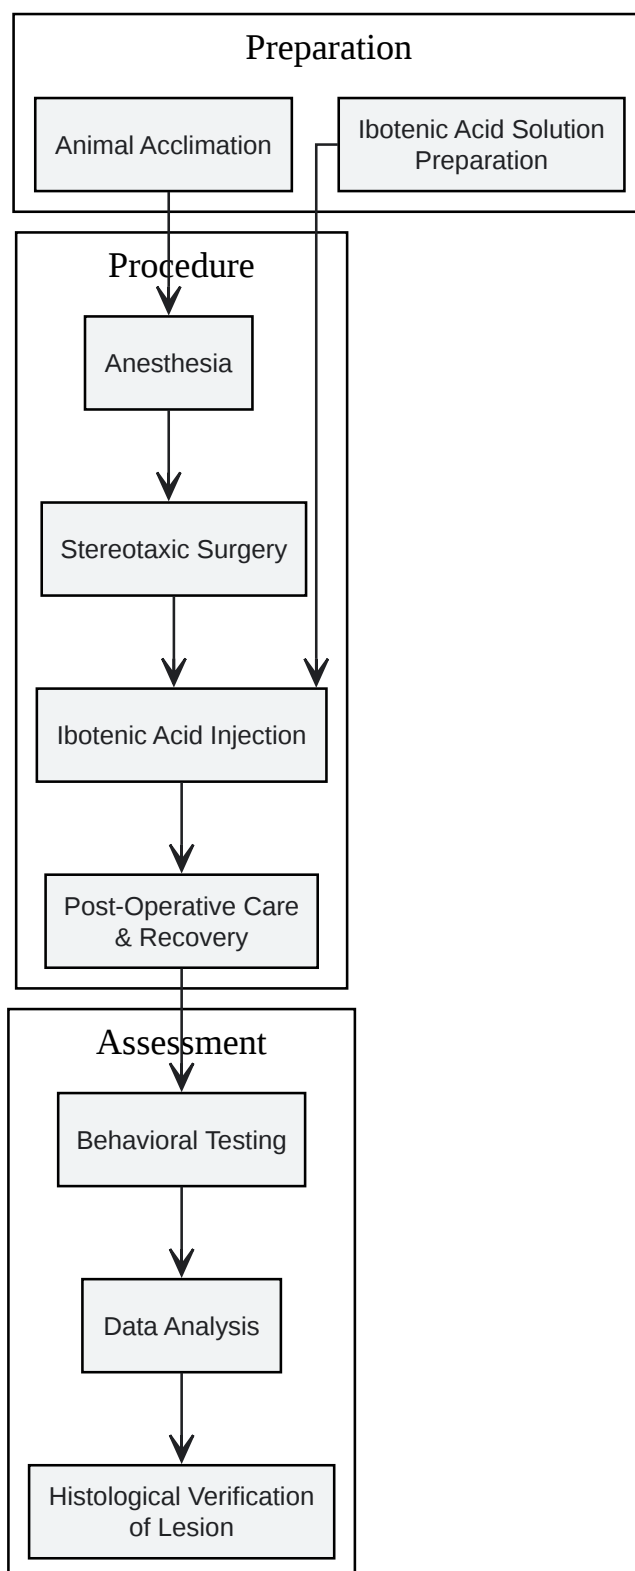 Preparation
Animal Acclimation
Ibotenic Acid Solution
Preparation
Procedure
Anesthesia
Stereotaxic Surgery
Ibotenic Acid Injection
Post-Operative Care
& Recovery
Assessment
Behavioral Testing
Data Analysis
Histological Verification
of Lesion